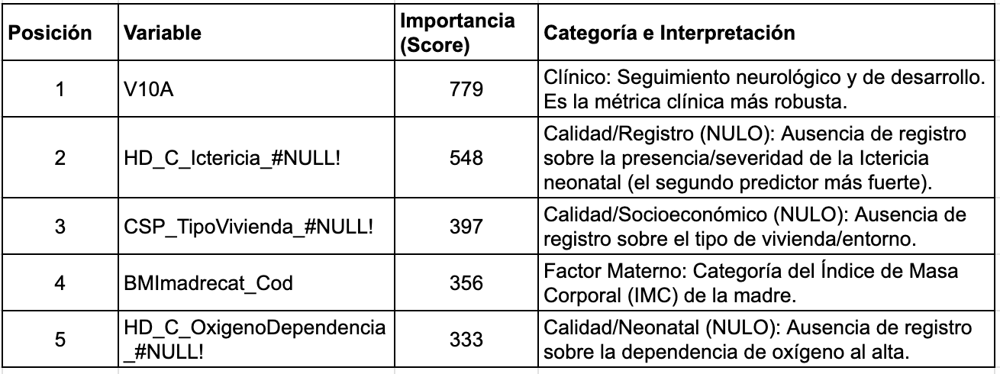 Posición Variable Importancia (Score) Categoría e Interpretación
1 V10A 779 Clínico: Seguimiento neurológico y de desarrollo.
Es la métrica clínica más robusta.
2 HD_C_Ictericia_#NULL! 548 Calidad/Registro (NULO): Ausencia de registro
sobre la presencia/severidad de la Ictericia
neonatal (el segundo predictor más fuerte).
3 CSP_TipoVivienda_#NULL! 397 Calidad/Socioeconómico (NULO): Ausencia de
registro sobre el tipo de vivienda/entorno.
4 BMImadrecat_Cod 356 Factor Materno: Categoría del Índice de Masa
Corporal (IMC) de la madre.
5 HD_C_OxigenoDependencia
_#NULL! 333 Calidad/Neonatal (NULO): Ausencia de registro
sobre la dependencia de oxígeno al alta.